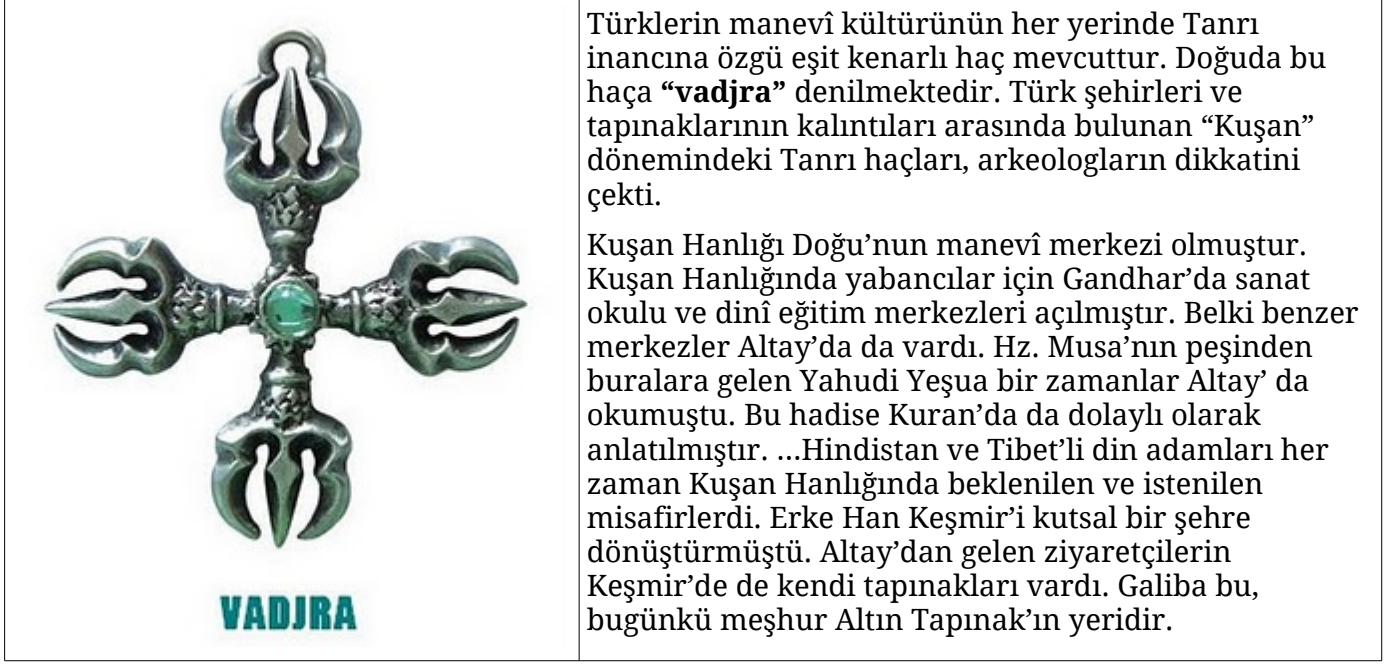 Türklerin manevî kültürünün her yerinde Tanrı
inancına özgü eşit kenarlı haç mevcuttur. Doğuda bu
haça “vadjra” denilmektedir. Türk şehirleri ve
tapınaklarının kalıntıları arasında bulunan “Kuşan”
dönemindeki Tanrı haçları, arkeologların dikkatini
çekti.
Kuşan Hanlığı Doğu’nun manevî merkezi olmuştur.
Kuşan Hanlığında yabancılar için Gandhar’da sanat
okulu ve dinî eğitim merkezleri açılmıştır. Belki benzer
merkezler Altay’da da vardı. Hz. Musa’nın peşinden
buralara gelen Yahudi Yeşua bir zamanlar Altay’ da
okumuştu. Bu hadise Kuran’da da dolaylı olarak
anlatılmıştır. ...Hindistan ve Tibet’li din adamları her
zaman Kuşan Hanlığında beklenilen ve istenilen
misafirlerdi. Erke Han Keşmir’i kutsal bir şehre
dönüştürmüştü. Altay’dan gelen ziyaretçilerin
Keşmir’de de kendi tapınakları vardı. Galiba bu,
bugünkü meşhur Altın Tapınak’ın yeridir.
VADJRA